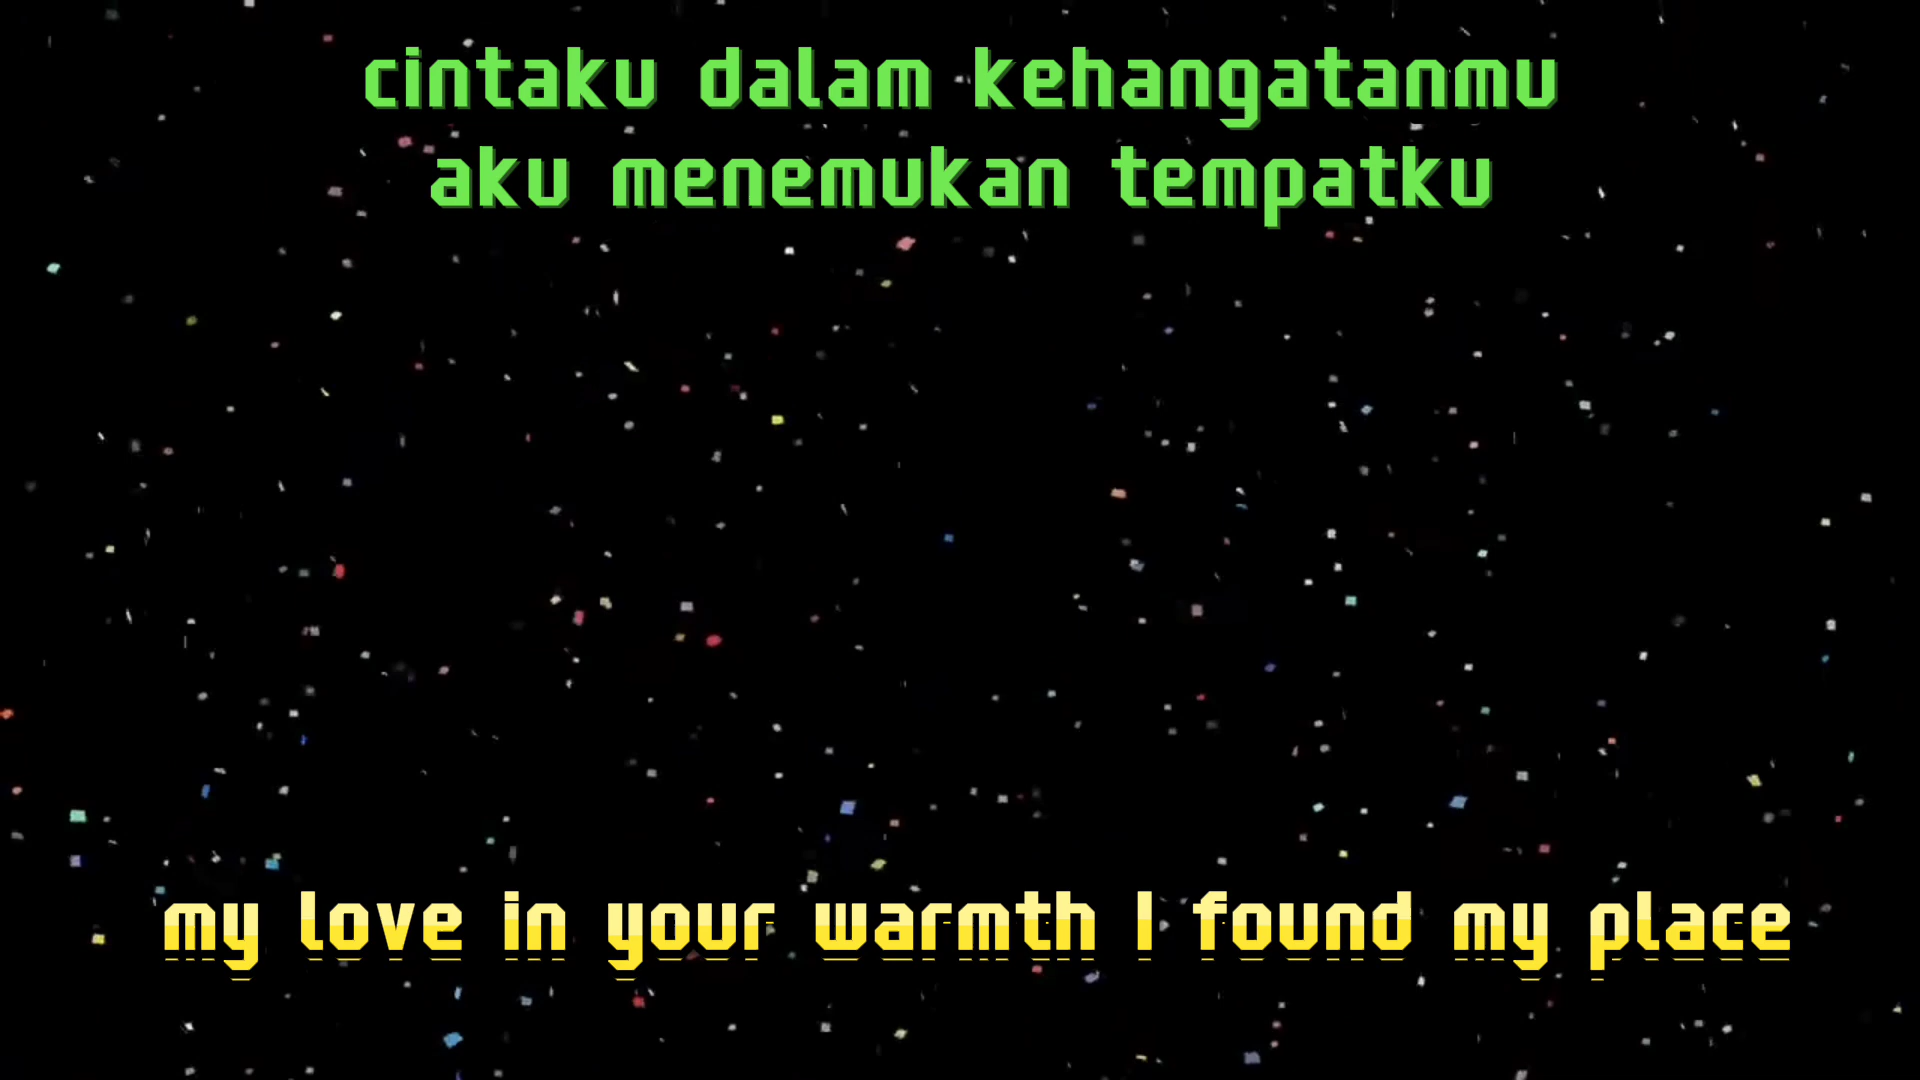 cintaku dalam kehangatanmu
aku menemukan tempatku
my love in your warmth I found my place